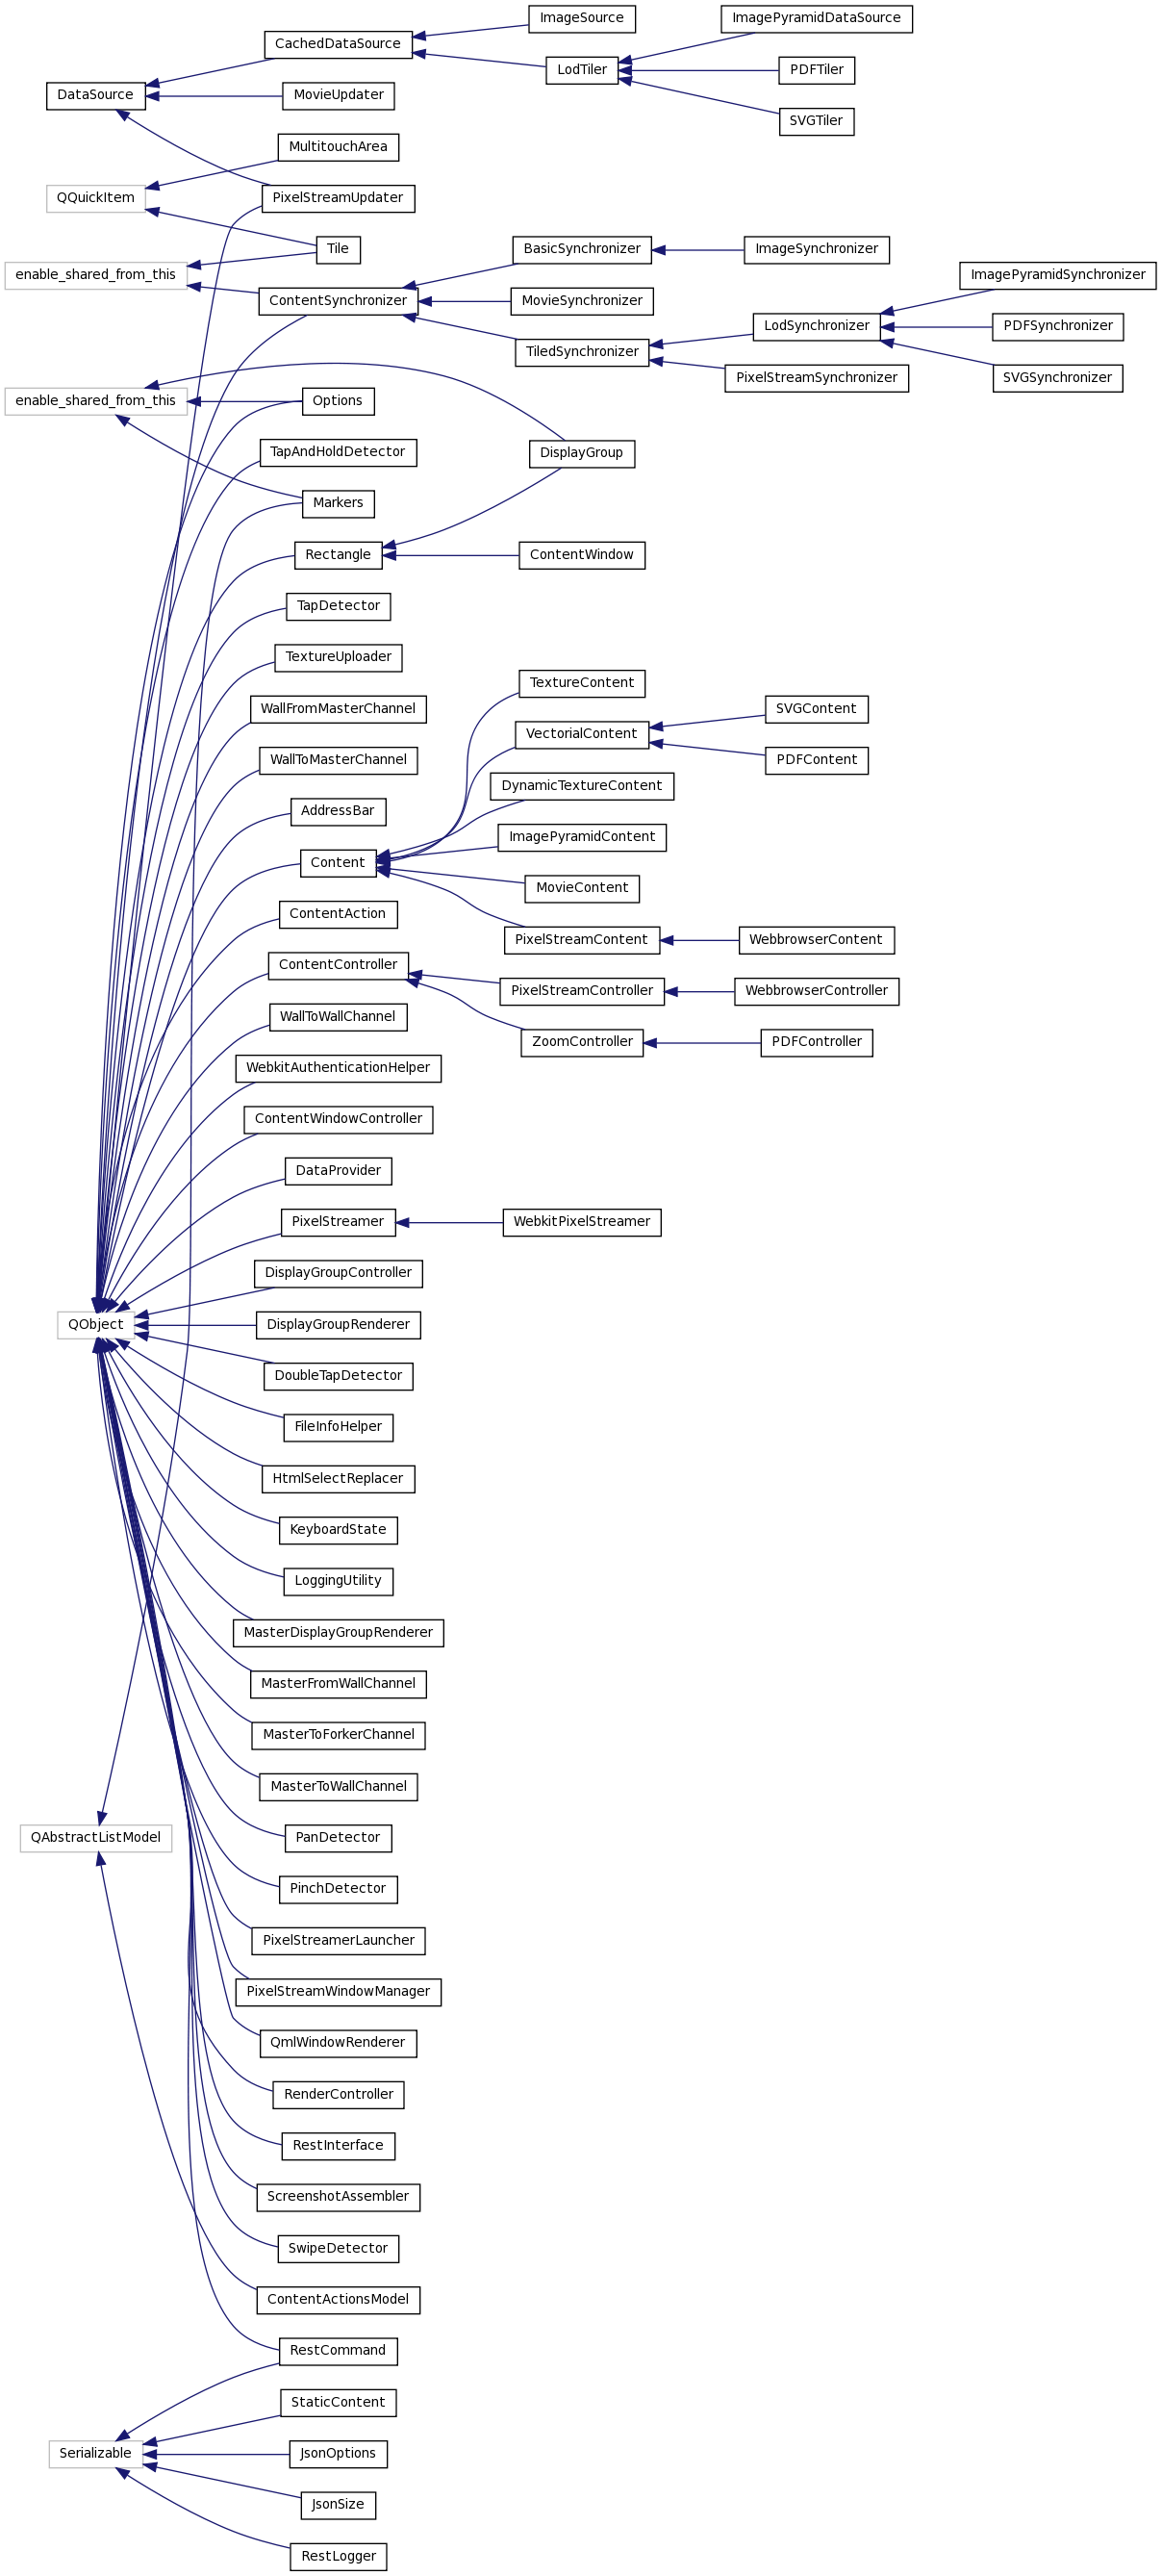 ImageSource
ImagePyramidDataSource
CachedDataSource
LodTiler
PDFTiler
DataSource
MovieUpdater
SVGTiler
MultitouchArea
QQuickItem
PixelStreamUpdater
Tile
BasicSynchronizer
ImageSynchronizer
enable_shared_from_this
ImagePyramidSynchronizer
ContentSynchronizer
MovieSynchronizer
LodSynchronizer
PDFSynchronizer
TiledSynchronizer
PixelStreamSynchronizer
SVGSynchronizer
enable_shared_from_this
Options
TapAndHoldDetector
DisplayGroup
Markers
Rectangle
ContentWindow
TapDetector
TextureUploader
TextureContent
WallFromMasterChannel
SVGContent
VectorialContent
WallToMasterChannel
PDFContent
DynamicTextureContent
AddressBar
ImagePyramidContent
Content
MovieContent
ContentAction
PixelStreamContent
WebbrowserContent
ContentController
PixelStreamController
WebbrowserController
WallToWallChannel
ZoomController
PDFController
WebkitAuthenticationHelper
ContentWindowController
DataProvider
PixelStreamer
WebkitPixelStreamer
DisplayGroupController
QObject
DisplayGroupRenderer
DoubleTapDetector
FileInfoHelper
HtmlSelectReplacer
KeyboardState
LoggingUtility
MasterDisplayGroupRenderer
MasterFromWallChannel
MasterToForkerChannel
MasterToWallChannel
QAbstractListModel
PanDetector
PinchDetector
PixelStreamerLauncher
PixelStreamWindowManager
QmlWindowRenderer
RenderController
RestInterface
ScreenshotAssembler
SwipeDetector
ContentActionsModel
RestCommand
StaticContent
Serializable
JsonOptions
JsonSize
RestLogger